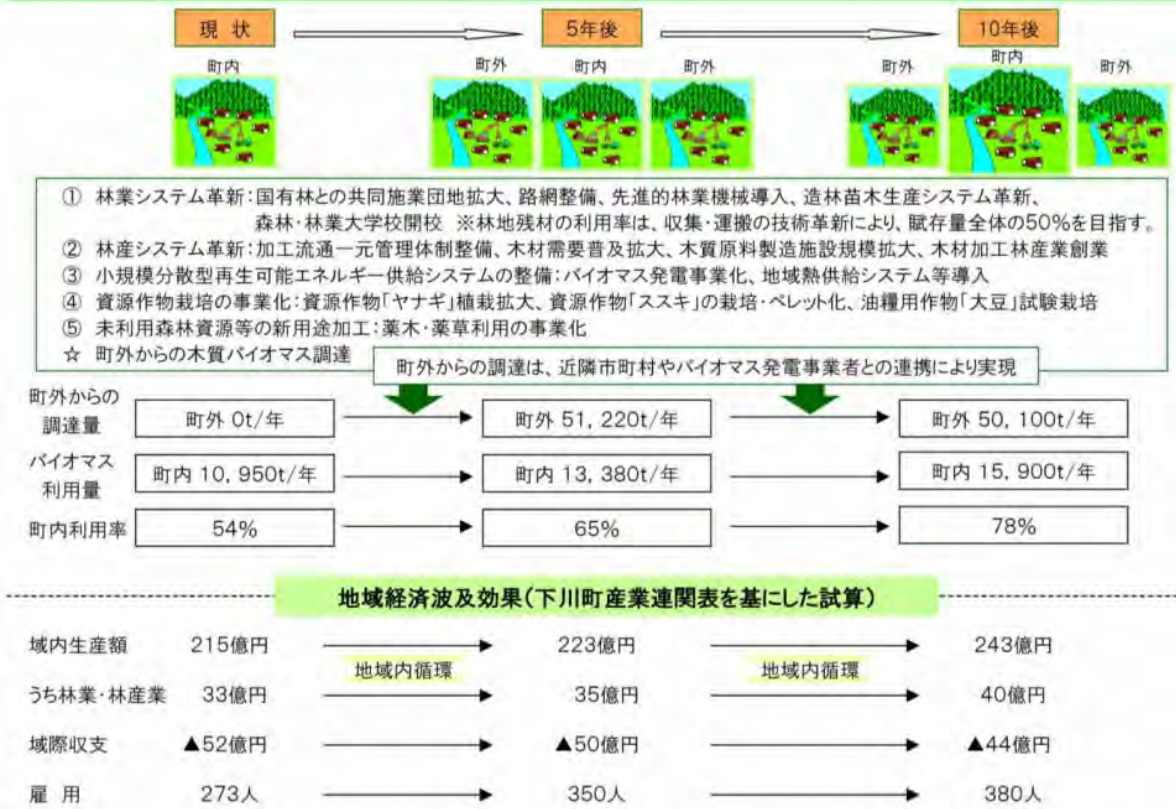 現 状
5年後
10年後
町内
町外 町内 町外
町外 町内 町外
① 林業システム革新：国有林との共同施業団地拡大、路網整備、先進的林業機械導入、造林苗木生産システム革新、
森林・林業大学校開校 ※林地残材の利用率は、収集・運搬の技術革新により、賦存量全体の50%を目指す。
② 林産システム革新：加工流通一元管理体制整備、木材需要普及拡大、木質原料製造施設規模拡大、木材加工林産業創業
③ 小規模分散型再生可能エネルギー供給システムの整備：バイオマス発電事業化、地域熱供給システム等導入
④ 資源作物栽培の事業化：資源作物「ヤナギ」植栽拡大、資源作物「ススキ」の栽培・ペレット化、油糧用作物「大豆」試験栽培
⑤ 未利用森林資源等の新用途加工：薬木・薬草利用の事業化
☆ 町外からの木質バイオマス調達
町外からの調達は、近隣市町村やバイオマス発電事業者との連携により実現
町外からの
調達量
町外 0t/年
町外 51, 220t/年
町外 50, 100t/年
バイオマス
利用量
町内 10, 950t/年
町内 13, 380t/年
町内 15, 900t/年
町内利用率
54%
65%
78%
地域経済波及効果(下川町産業連関表を基にした試算)
域内生産額 215億円 223億円 243億円
地域内循環 地域内循環
うち林業・林産業 33億円 35億円 40億円
域際収支 ▲52億円 ▲50億円 ▲44億円
雇 用 273人 350人 380人